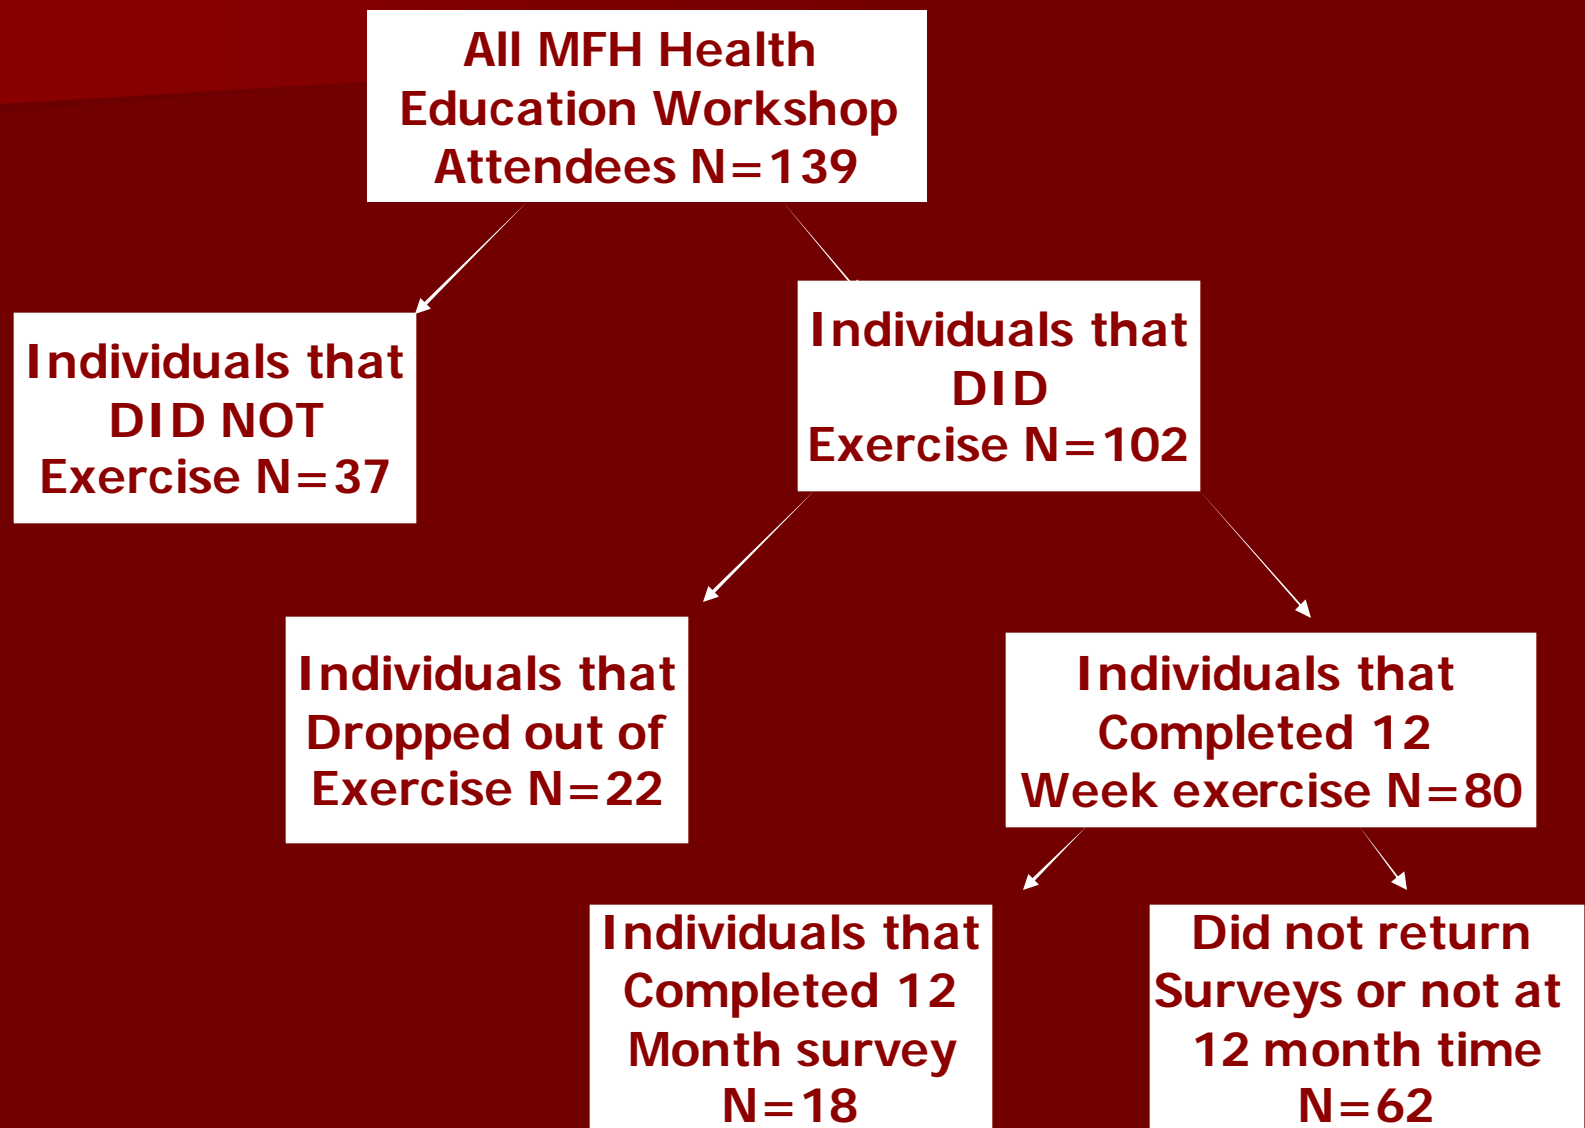 All MFH Health
Education Workshop
Attendees N=139
Individuals that
DID NOT
Exercise N=37
Individuals that
DID
Exercise N=102
Individuals that
Dropped out of
Exercise N=22
Individuals that
Completed 12
Week exercise N=80
Individuals that
Completed 12
Month survey
N=18
Did not return
Surveys or not at
12 month time
N=62